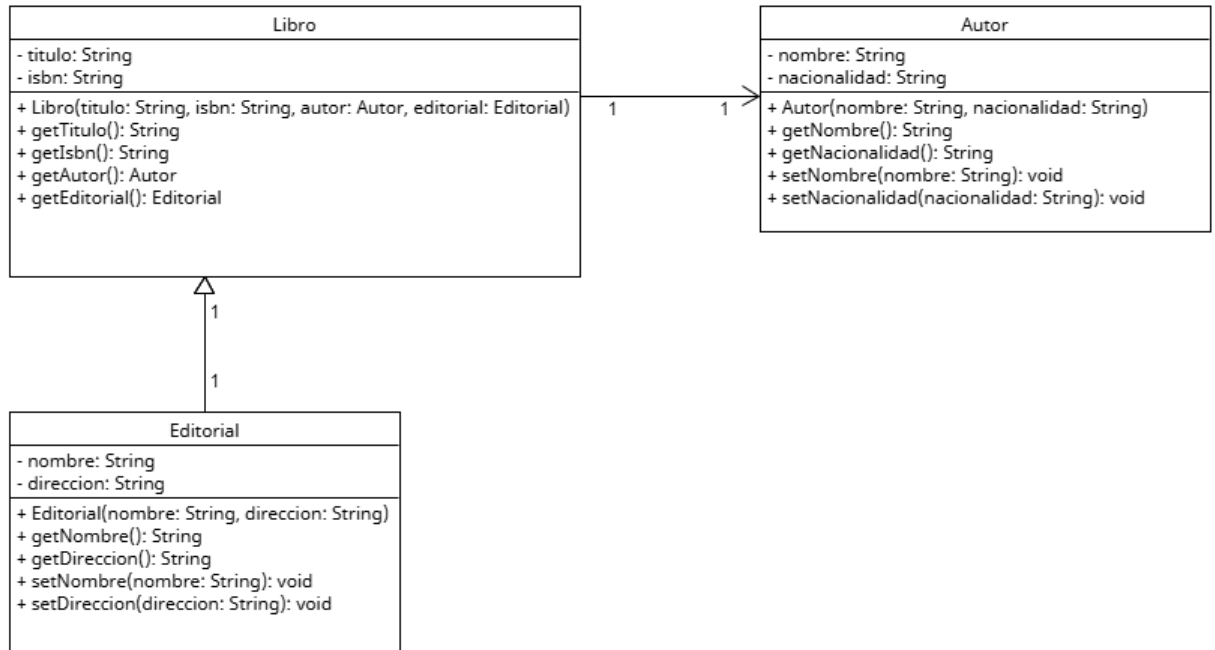 Libro
- titulo: String
- isbn: String
+ Libro(titulo: String, isbn: String, autor: Autor, editorial: Editorial)
+ getTitulo(): String
+ getIsbn(): String
+ getAutor(): Autor
+ getEditorial(): Editorial
1
1
Autor
- nombre: String
- nacionalidad: String
+ Autor(nombre: String, nacionalidad: String)
+ getNombre(): String
+ getNacionalidad(): String
+ setNombre(nombre: String): void
+ setNacionalidad(nacionalidad: String): void
1
1
Editorial
- nombre: String
- direccion: String
+ Editorial(nombre: String, direccion: String)
+ getNombre(): String
+ getDireccion(): String
+ setNombre(nombre: String): void
+ setDireccion(direccion: String): void